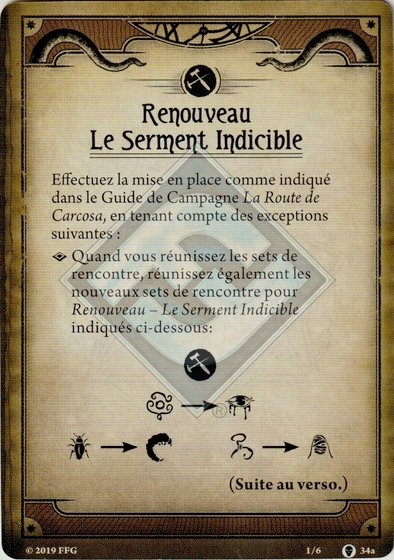 Renouveau
Le Serment Indicible
Effectuez la mise en place comme indiqué
dans le Guide de Campagne La Route de
Carcosa, en tenant compte des exceptions
suivantes :
Quand vous réunissez les sets de
rencontre, réunissez également les
nouveaux sets de rencontre pour
Renouveau – Le Serment Indicible
indiqués ci-dessous:
®
(Suite au verso.)
© 2019 FFG 1/6 34a